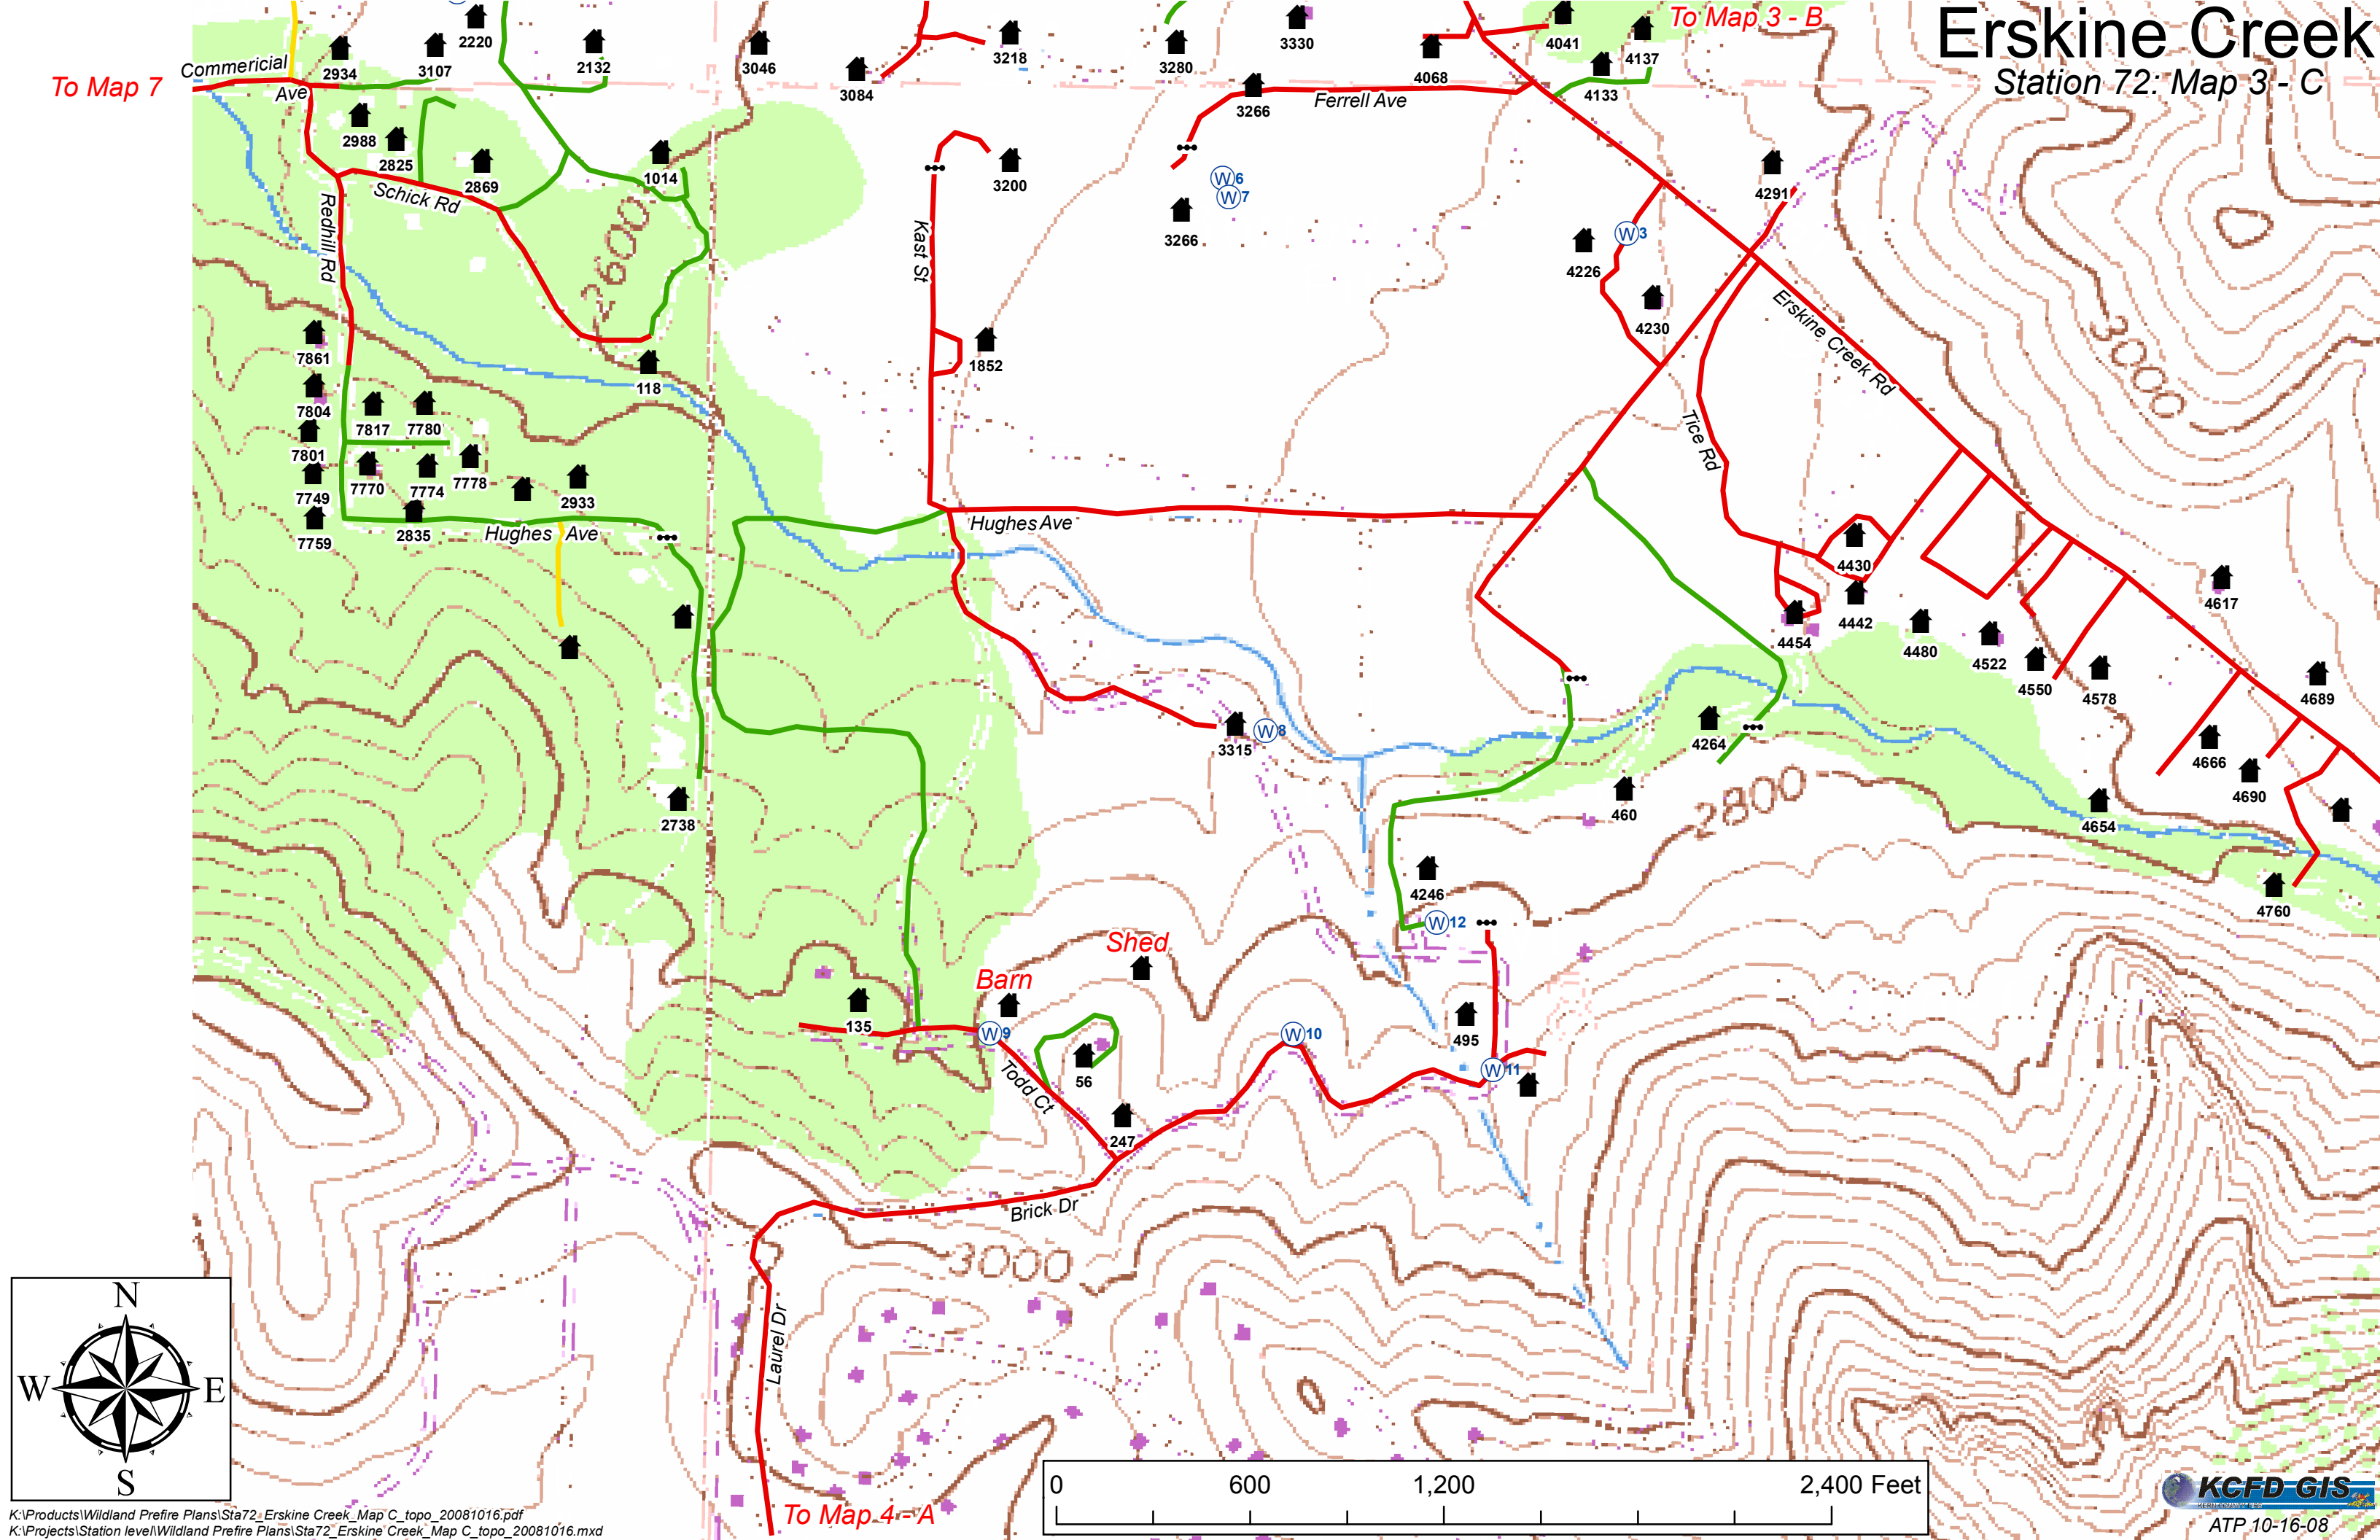 Erskine Creek
Station 72: Map 3 - C
To Map 3 - B
To Map 7
Commercial
Ave
2934
3107
2220
2132
3046
3084
3218
3280
3330
3266
Ferrell Ave
4068
4041
4137
4133
2988
2825
2869
Schick Rd
Redhill Rd
1014
2600
118
Kast St
3200
1852
W6
W7
3266
4291
W3
4226
4230
Erskine Creek Rd
3000
Tice Rd
7861
7804
7801
7749
7759
7817
7780
7770
7774
7778
2835
2933
Hughes Ave
Hughes Ave
4430
4442
4454
4480
4522
4550
4578
4617
4689
4666
4690
4654
4760
4264
460
2800
3315
W8
2738
4246
W12
Shed
Barn
135
W9
56
Todd Ct
247
W10
495
W11
Brick Dr
3000
Laurel Dr
To Map 4 - A
N
W
E
S
0
600
1,200
2,400 Feet
KCFD GIS
ATP 10-16-08
K:\Products\Wildland Prefire Plans\Sta72_Erskine Creek_Map C_topo_20081016.pdf
K:\Projects\Station level\Wildland Prefire Plans\Sta72_Erskine Creek_Map C_topo_20081016.mxd